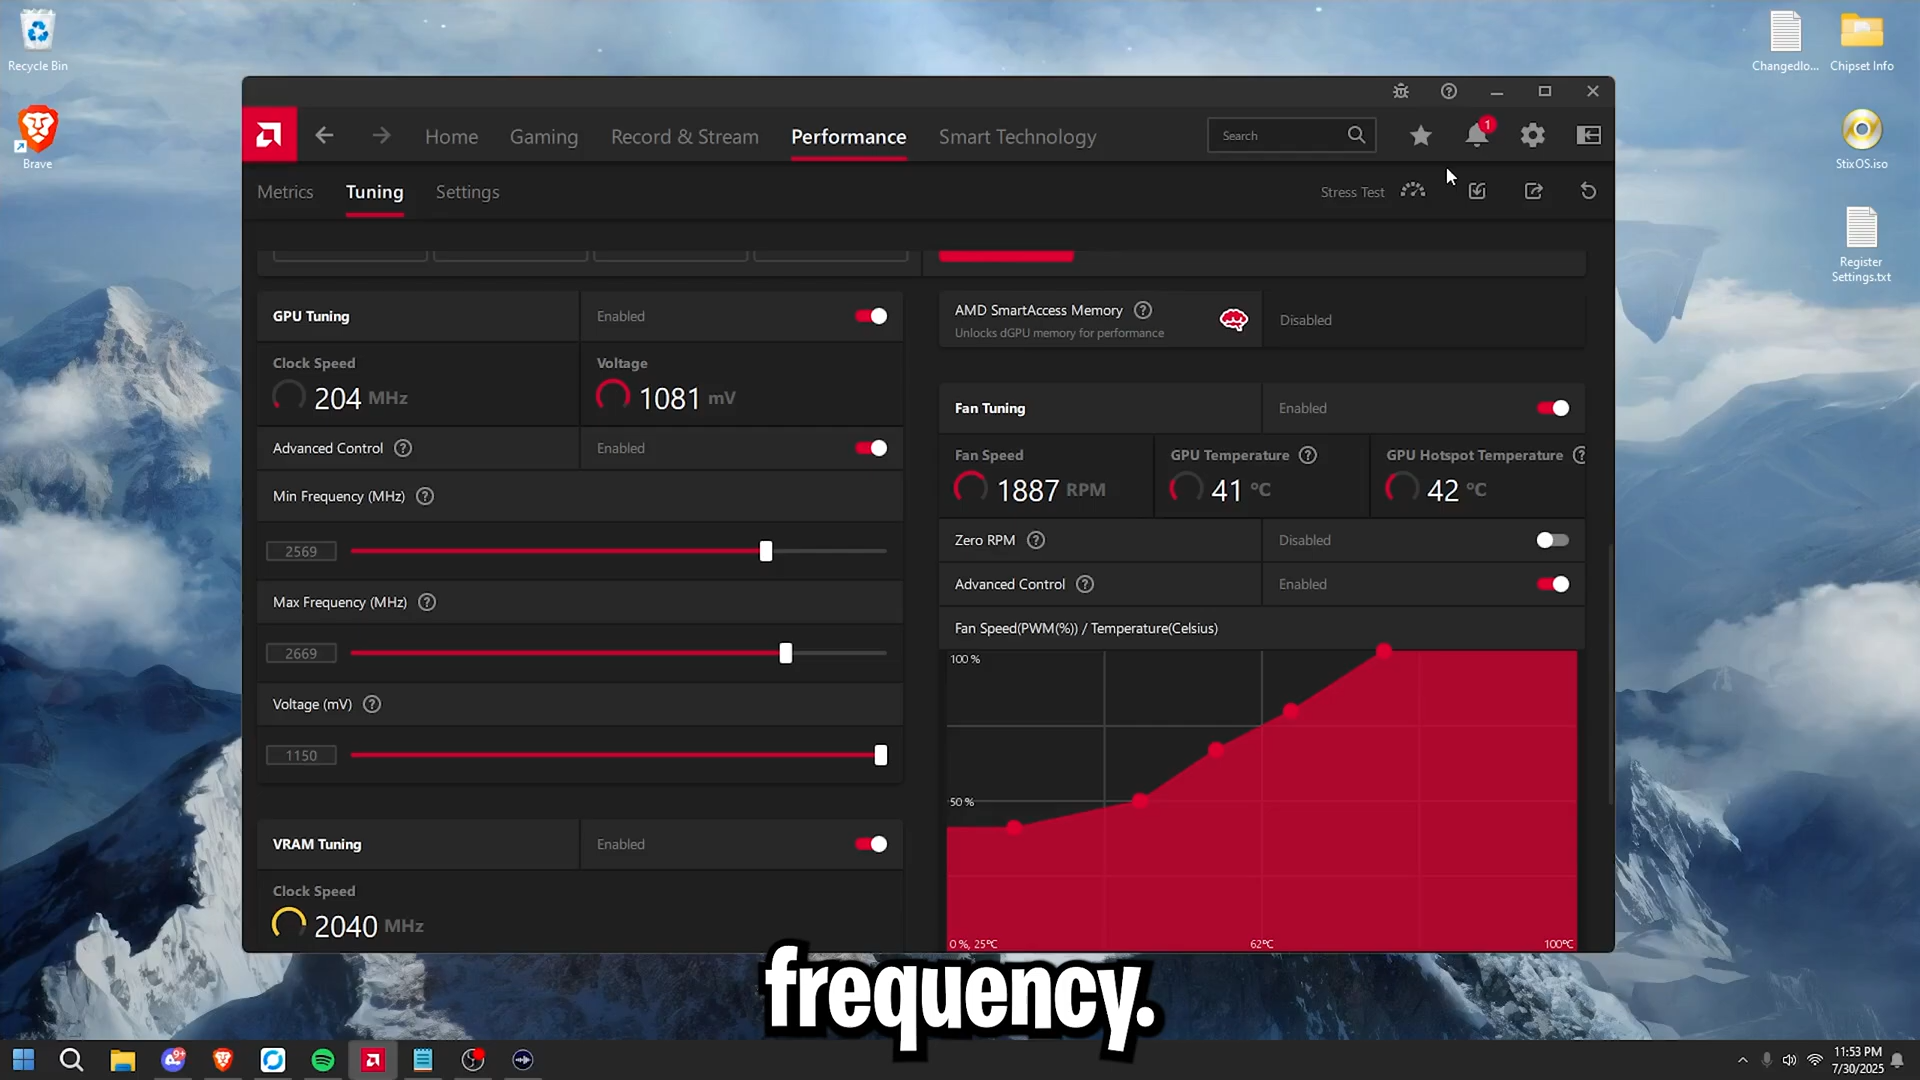 Recycle Bin
Brave
Changedlo...
Chipset Info
StixOS.iso
Register
Settings.txt
Home
Gaming
Record & Stream
Performance
Smart Technology
Search
1
Metrics
Tuning
Settings
Stress Test
GPU Tuning
Enabled
Clock Speed
204 MHz
Voltage
1081 mV
Advanced Control
Enabled
Min Frequency (MHz)
2569
Max Frequency (MHz)
2669
Voltage (mV)
1150
VRAM Tuning
Enabled
Clock Speed
2040 MHz
AMD SmartAccess Memory
Unlocks dGPU memory for performance
Disabled
Fan Tuning
Enabled
Fan Speed
1887 RPM
GPU Temperature
41 °C
GPU Hotspot Temperature
42 °C
Zero RPM
Disabled
Advanced Control
Enabled
Fan Speed(PWM(%)) / Temperature(Celsius)
100 %
50 %
0 %, 25°C
62°C
100°C
frequency.
9+
11:53 PM
7/30/2025